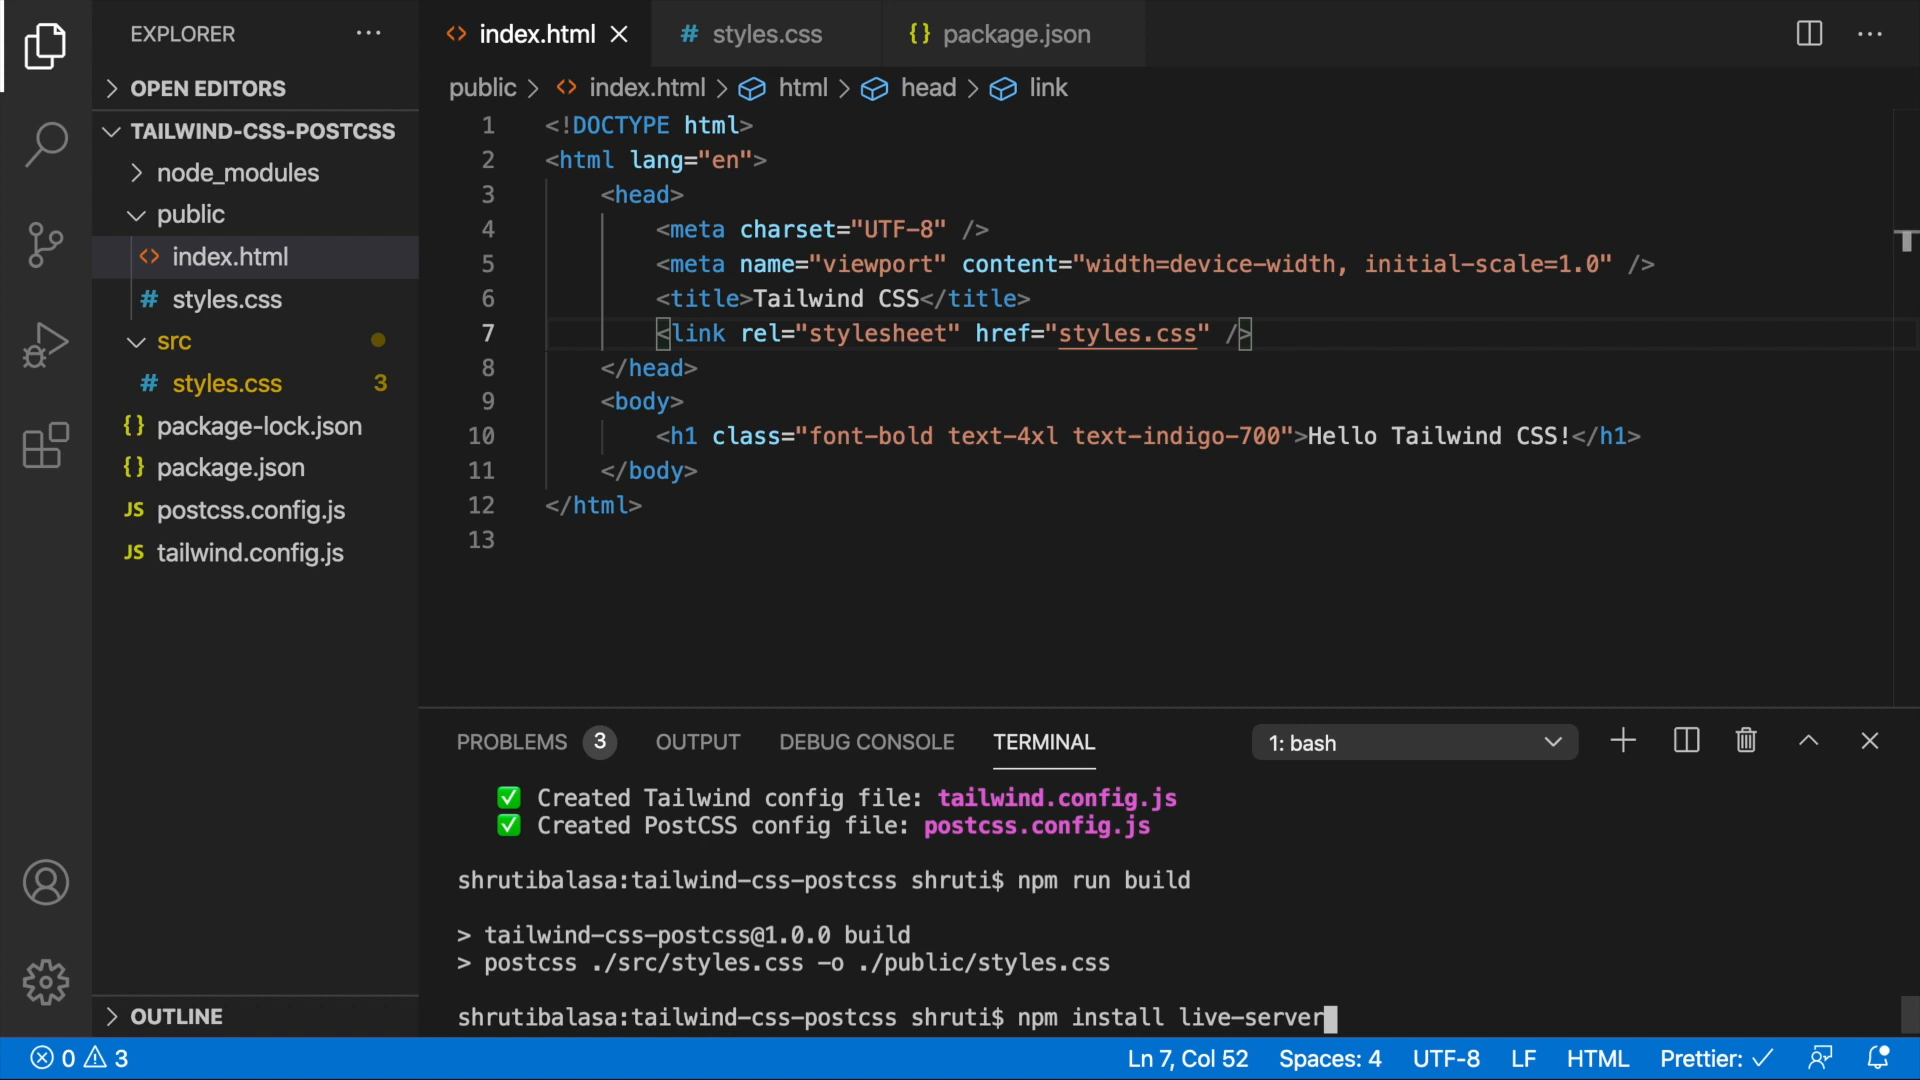 EXPLORER
OPEN EDITORS
TAILWIND-CSS-POSTCSS
node_modules
public
<> index.html
# styles.css
src
# styles.css 3
{} package-lock.json
{} package.json
JS postcss.config.js
JS tailwind.config.js
OUTLINE
<> index.html # styles.css {} package.json
public > <> index.html > html > head > link
1 <!DOCTYPE html>
2 <html lang="en">
3 <head>
4 <meta charset="UTF-8" />
5 <meta name="viewport" content="width=device-width, initial-scale=1.0" />
6 <title>Tailwind CSS</title>
7 <link rel="stylesheet" href="styles.css" />
8 </head>
9 <body>
10 <h1 class="font-bold text-4xl text-indigo-700">Hello Tailwind CSS!</h1>
11 </body>
12 </html>
13
PROBLEMS 3 OUTPUT DEBUG CONSOLE TERMINAL 1: bash
✅ Created Tailwind config file: tailwind.config.js
✅ Created PostCSS config file: postcss.config.js
shrutibalasa:tailwind-css-postcss shruti$ npm run build
> tailwind-css-postcss@1.0.0 build
> postcss ./src/styles.css -o ./public/styles.css
shrutibalasa:tailwind-css-postcss shruti$ npm install live-server
0 3 Ln 7, Col 52 Spaces: 4 UTF-8 LF HTML Prettier: ✓